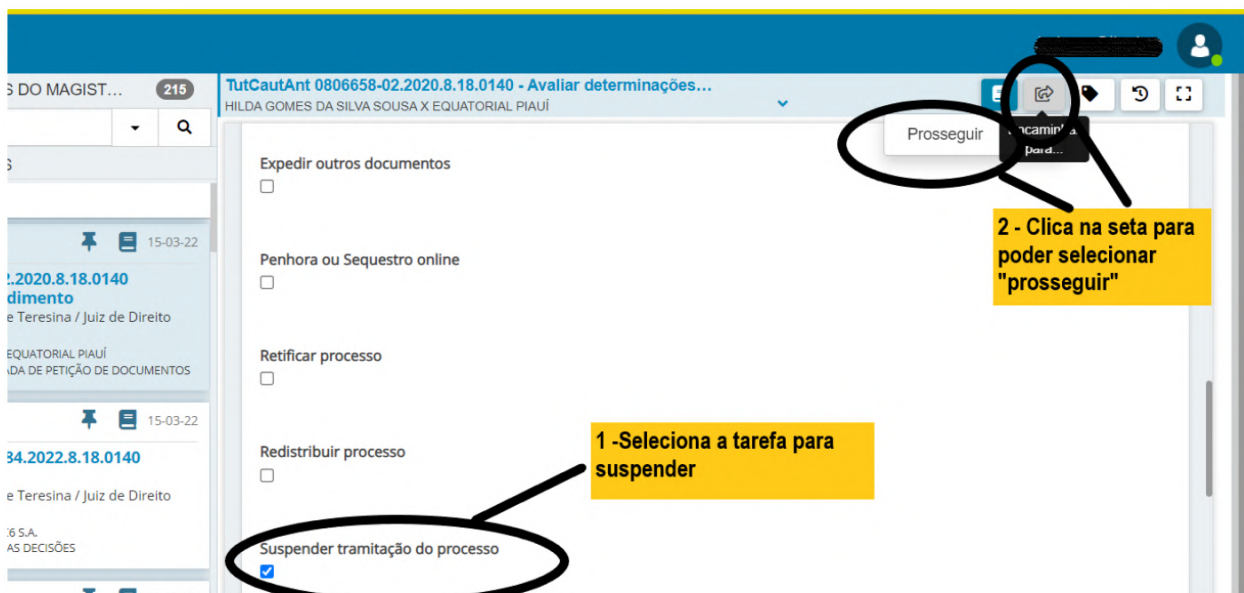 S DO MAGIST... 215
TutCautAnt 0806658-02.2020.8.18.0140 - Avaliar determinações...
HILDA GOMES DA SILVA SOUSA X EQUATORIAL PIAUÍ
Prosseguir
para...
S
Expedir outros documentos
Penhora ou Sequestro online
Retificar processo
Redistribuir processo
Suspender tramitação do processo
2 - Clica na seta para
poder selecionar
"prosseguir"
1 -Seleciona a tarefa para
suspender
15-03-22
2.2020.8.18.0140
dimento
e Teresina / Juiz de Direito
EQUATORIAL PIAUÍ
ADA DE PETIÇÃO DE DOCUMENTOS
15-03-22
34.2022.8.18.0140
e Teresina / Juiz de Direito
S.A.
AS DECISÕES